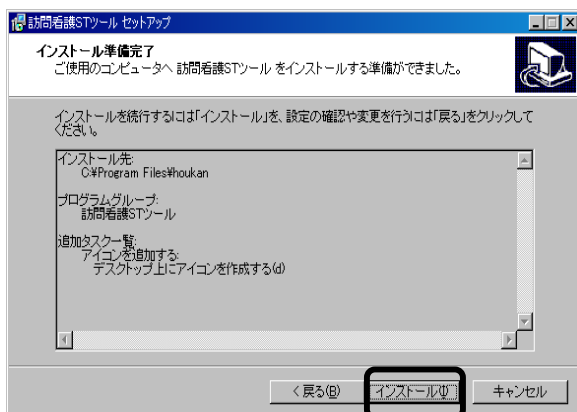 訪問看護STツール セットアップ
インストール準備完了
ご使用のコンピュータへ 訪問看護STツール をインストールする準備ができました。
インストールを続行するには「インストール」を、設定の確認や変更を行うには「戻る」をクリックして
ください。
インストール先:
C:¥Program Files¥houkan
プログラムグループ:
訪問看護STツール
追加タスク一覧:
アイコンを追加する:
デスクトップ上にアイコンを作成する(d)
< 戻る(B)
インストール(I)
キャンセル